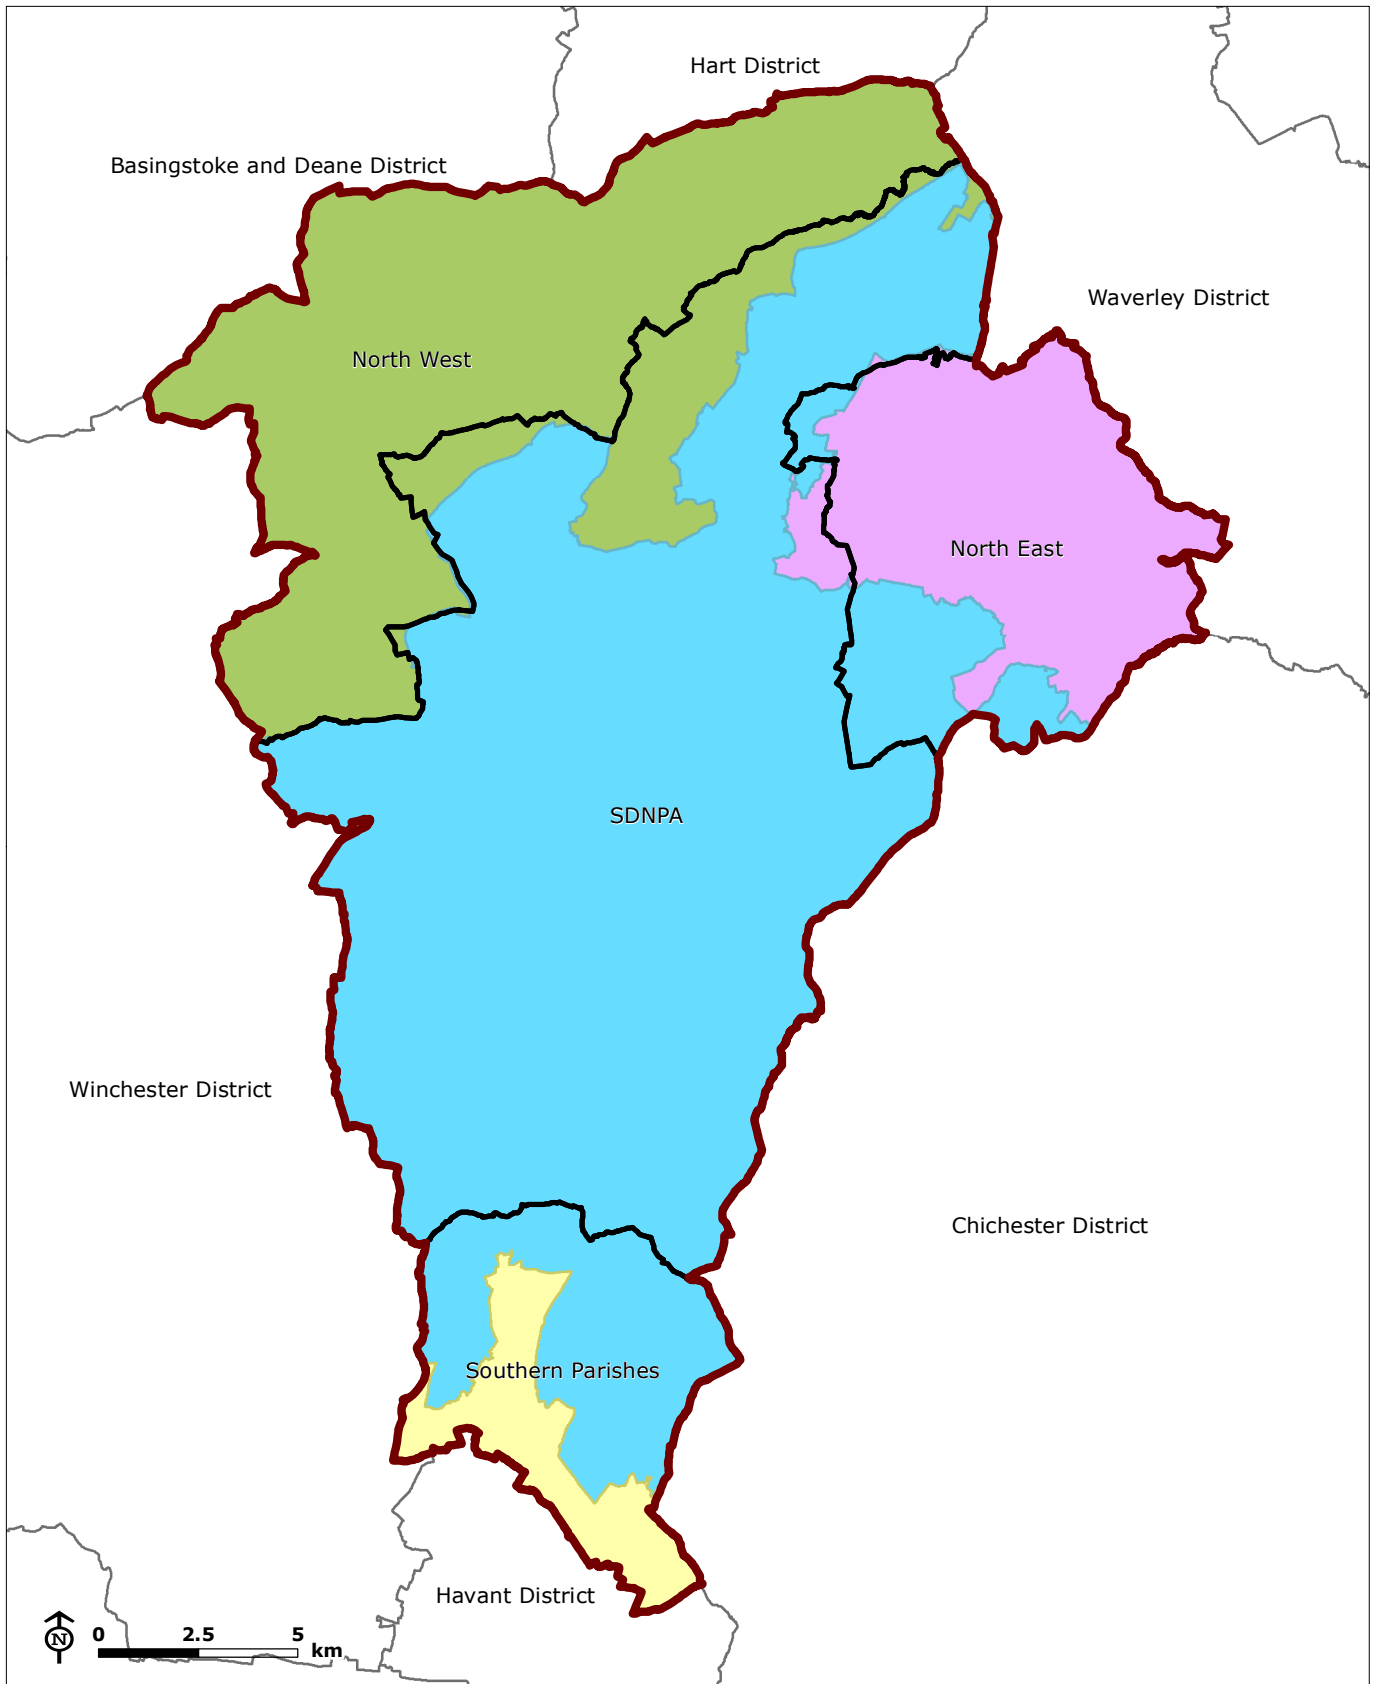 Hart District
Basingstoke and Deane District
Waverley District
North West
North East
SDNPA
Winchester District
Chichester District
Southern Parishes
Havant District
N
0 2.5 5 km